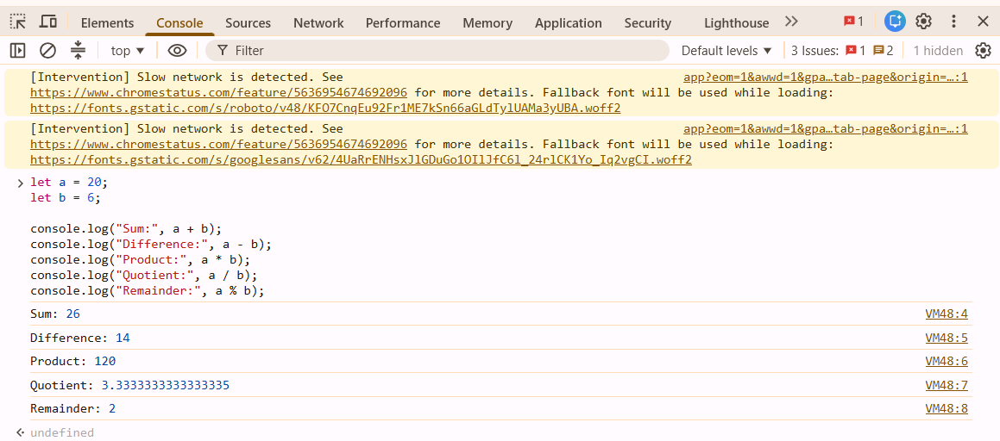 Elements Console Sources Network Performance Memory Application Security Lighthouse 1
top Filter Default levels 3 Issues: 1 2 1 hidden
[Intervention] Slow network is detected. See app?eom=1&awwd=1&gpa…tab-page&origin=…:1
https://www.chromestatus.com/feature/5636954674692096 for more details. Fallback font will be used while loading:
https://fonts.gstatic.com/s/roboto/v48/KFO7CnqEu92Fr1ME7kSn66aGLdTylUAMa3yUBA.woff2
[Intervention] Slow network is detected. See app?eom=1&awwd=1&gpa…tab-page&origin=…:1
https://www.chromestatus.com/feature/5636954674692096 for more details. Fallback font will be used while loading:
https://fonts.gstatic.com/s/googlesans/v62/4UaRrENHsxJlGDuGo1OIlJfC6l_24rlCK1Yo_Iq2vgCI.woff2
let a = 20;
let b = 6;
console.log("Sum:", a + b);
console.log("Difference:", a - b);
console.log("Product:", a * b);
console.log("Quotient:", a / b);
console.log("Remainder:", a % b);
Sum: 26 VM48:4
Difference: 14 VM48:5
Product: 120 VM48:6
Quotient: 3.3333333333333335 VM48:7
Remainder: 2 VM48:8
undefined